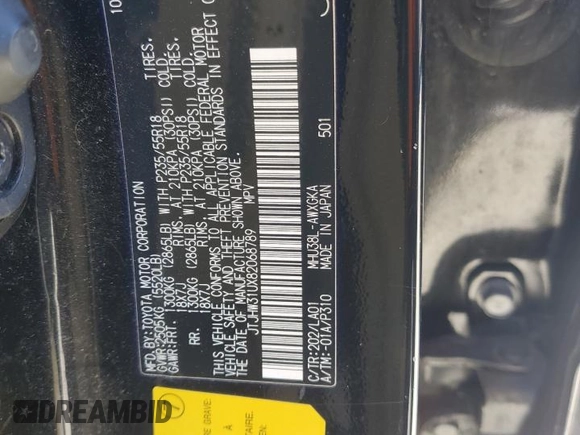 10
MFD.BY:TOYOTA MOTOR CORPORATION
GVWR:2505KG (5520LB)
GAWR:FRT. 1300KG (2865LB) WITH P235/55R18 TIRES,
18X7J RIMS, AT 210KPA (30PSI) COLD.
RR. 1300KG (2865LB) WITH P235/55R18 TIRES,
18X7J RIMS, AT 210KPA (30PSI) COLD.
THIS VEHICLE CONFORMS TO ALL APPLICABLE FEDERAL MOTOR
VEHICLE SAFETY AND THEFT PREVENTION STANDARDS IN EFFECT
THE DATE OF MANUFACTURE SHOWN ABOVE.
JTJHW31UX62068789 MPV
501
C/TR:202/LA01 MHU38L-AWXGKA
A/TM:-01A/P310 MADE IN JAPAN
GRAVE:
À
DREAMBID